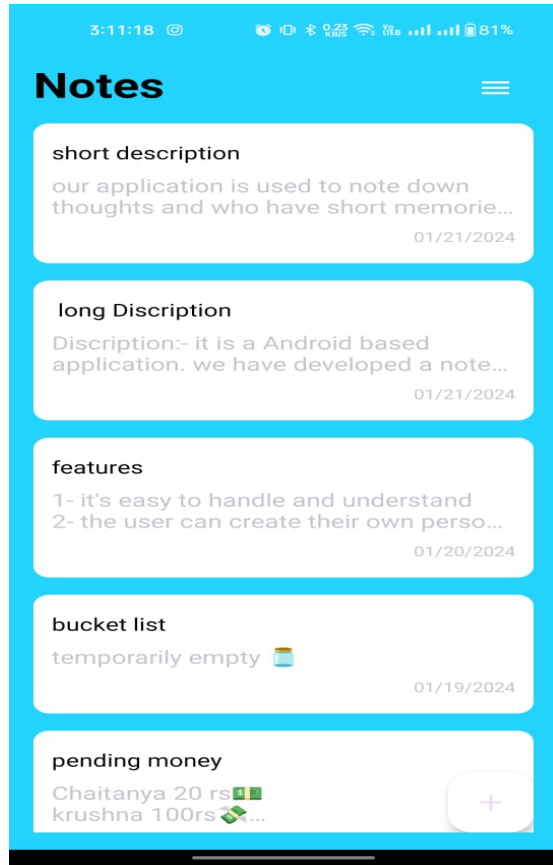 3:11:18 0.23 KB/S Vo LTE 81%
Notes
short description
our application is used to note down
thoughts and who have short memorie...
01/21/2024
long Discription
Discription:- it is a Android based
application. we have developed a note...
01/21/2024
features
1- it's easy to handle and understand
2- the user can create their own perso...
01/20/2024
bucket list
temporarily empty
01/19/2024
pending money
Chaitanya 20 rs
krushna 100rs...
+